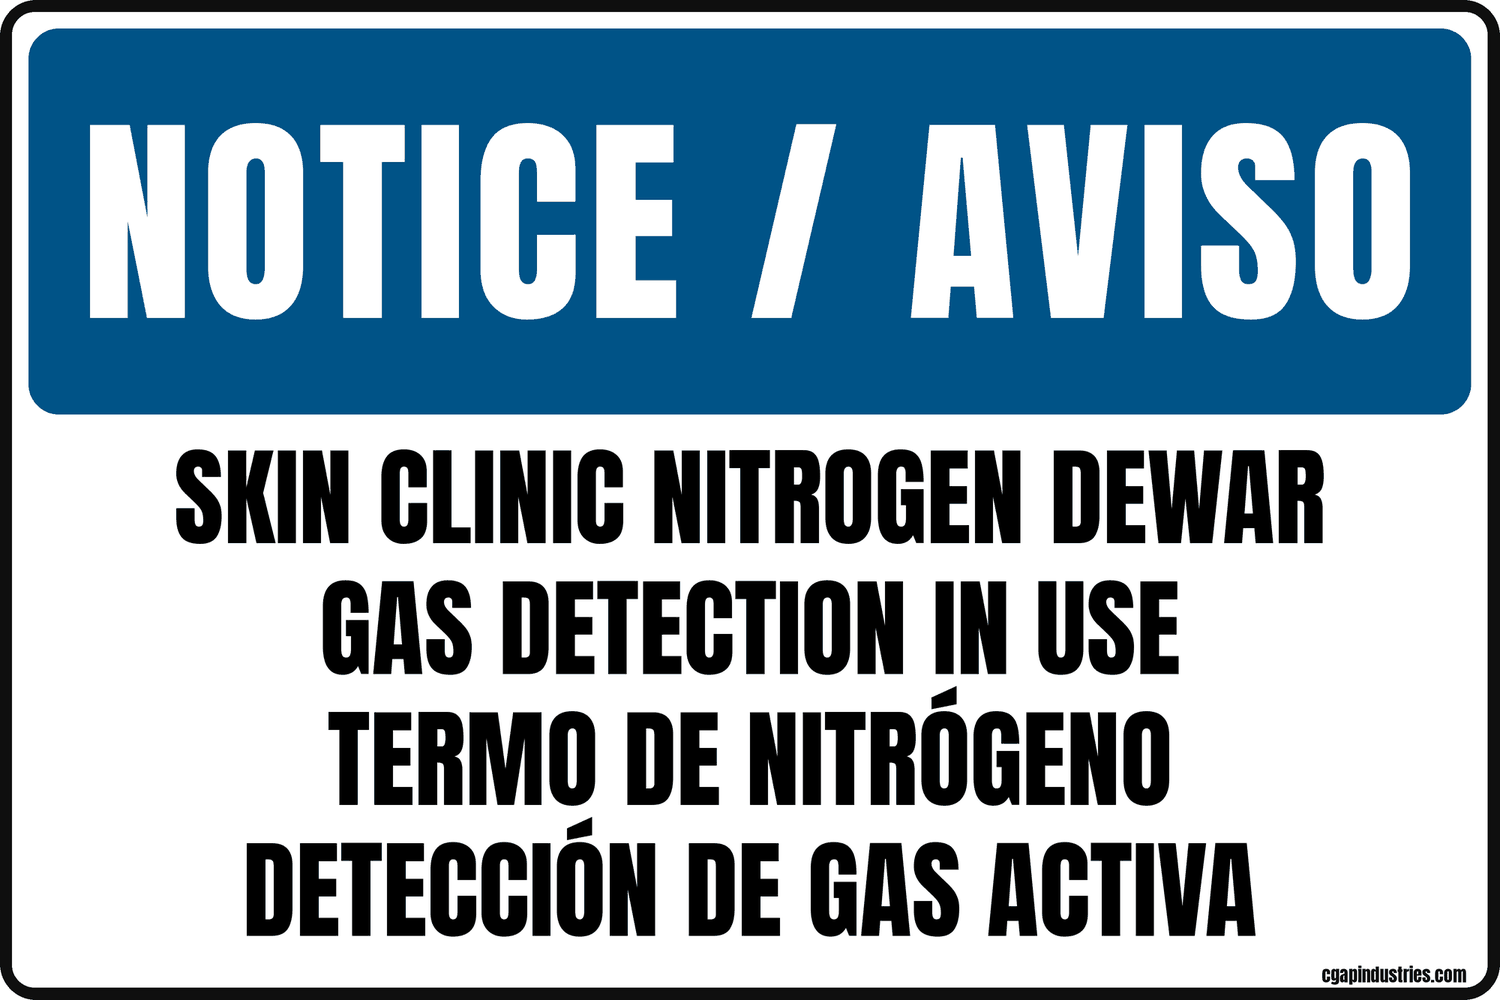 NOTICE / AVISO
SKIN CLINIC NITROGEN DEWAR
GAS DETECTION IN USE
TERMO DE NITRÓGENO
DETECCIÓN DE GAS ACTIVA
cgapindustries.com